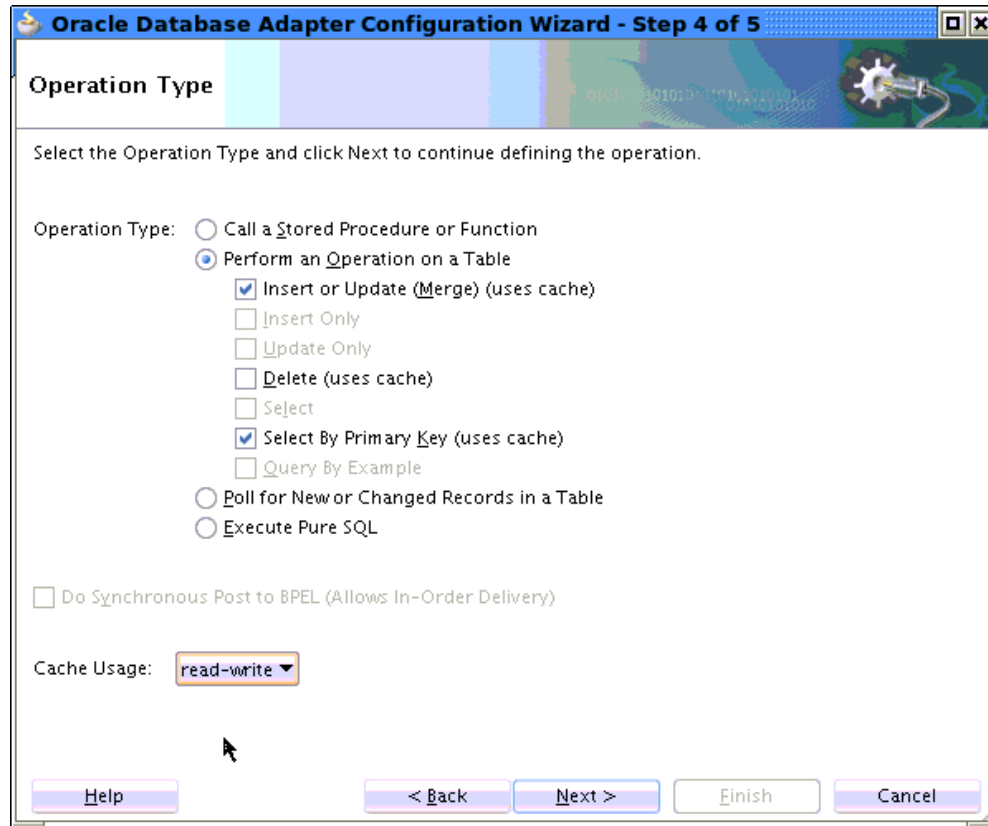 Oracle Database Adapter Configuration Wizard - Step 4 of 5
Operation Type
Select the Operation Type and click Next to continue defining the operation.
Operation Type: Call a Stored Procedure or Function
Perform an Operation on a Table
Insert or Update (Merge) (uses cache)
Insert Only
Update Only
Delete (uses cache)
Select
Select By Primary Key (uses cache)
Query By Example
Poll for New or Changed Records in a Table
Execute Pure SQL
Do Synchronous Post to BPEL (Allows In-Order Delivery)
Cache Usage: read-write
Help < Back Next > Finish Cancel